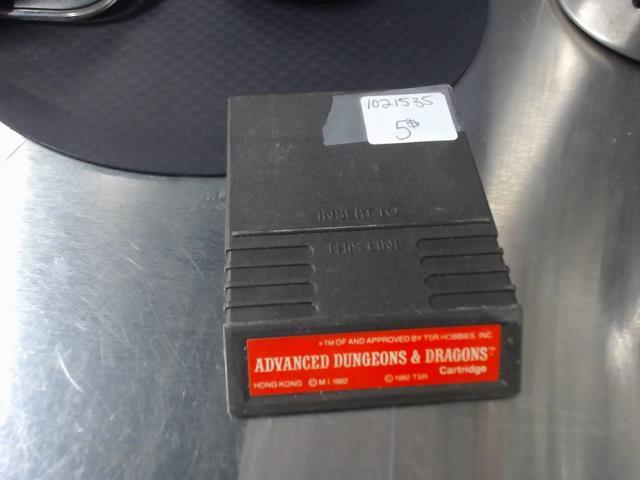 1021535
5$
INSERT TO
THIS LINE
*TM OF AND APPROVED BY TSR HOBBIES, INC.
ADVANCED DUNGEONS & DRAGONS™
Cartridge
HONG KONG © M I 1982 © 1982 TSR